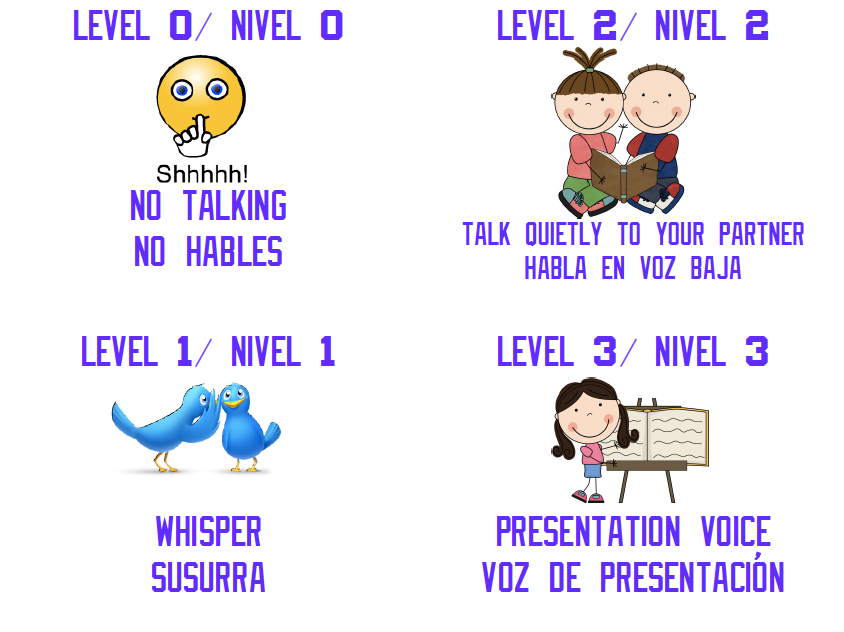 LEVEL 0/ NIVEL 0
Shhhhh!
NO TALKING
NO HABLES
LEVEL 2/ NIVEL 2
TALK QUIETLY TO YOUR PARTNER
HABLA EN VOZ BAJA
LEVEL 1/ NIVEL 1
WHISPER
SUSURRA
LEVEL 3/ NIVEL 3
PRESENTATION VOICE
VOZ DE PRESENTACIÓN